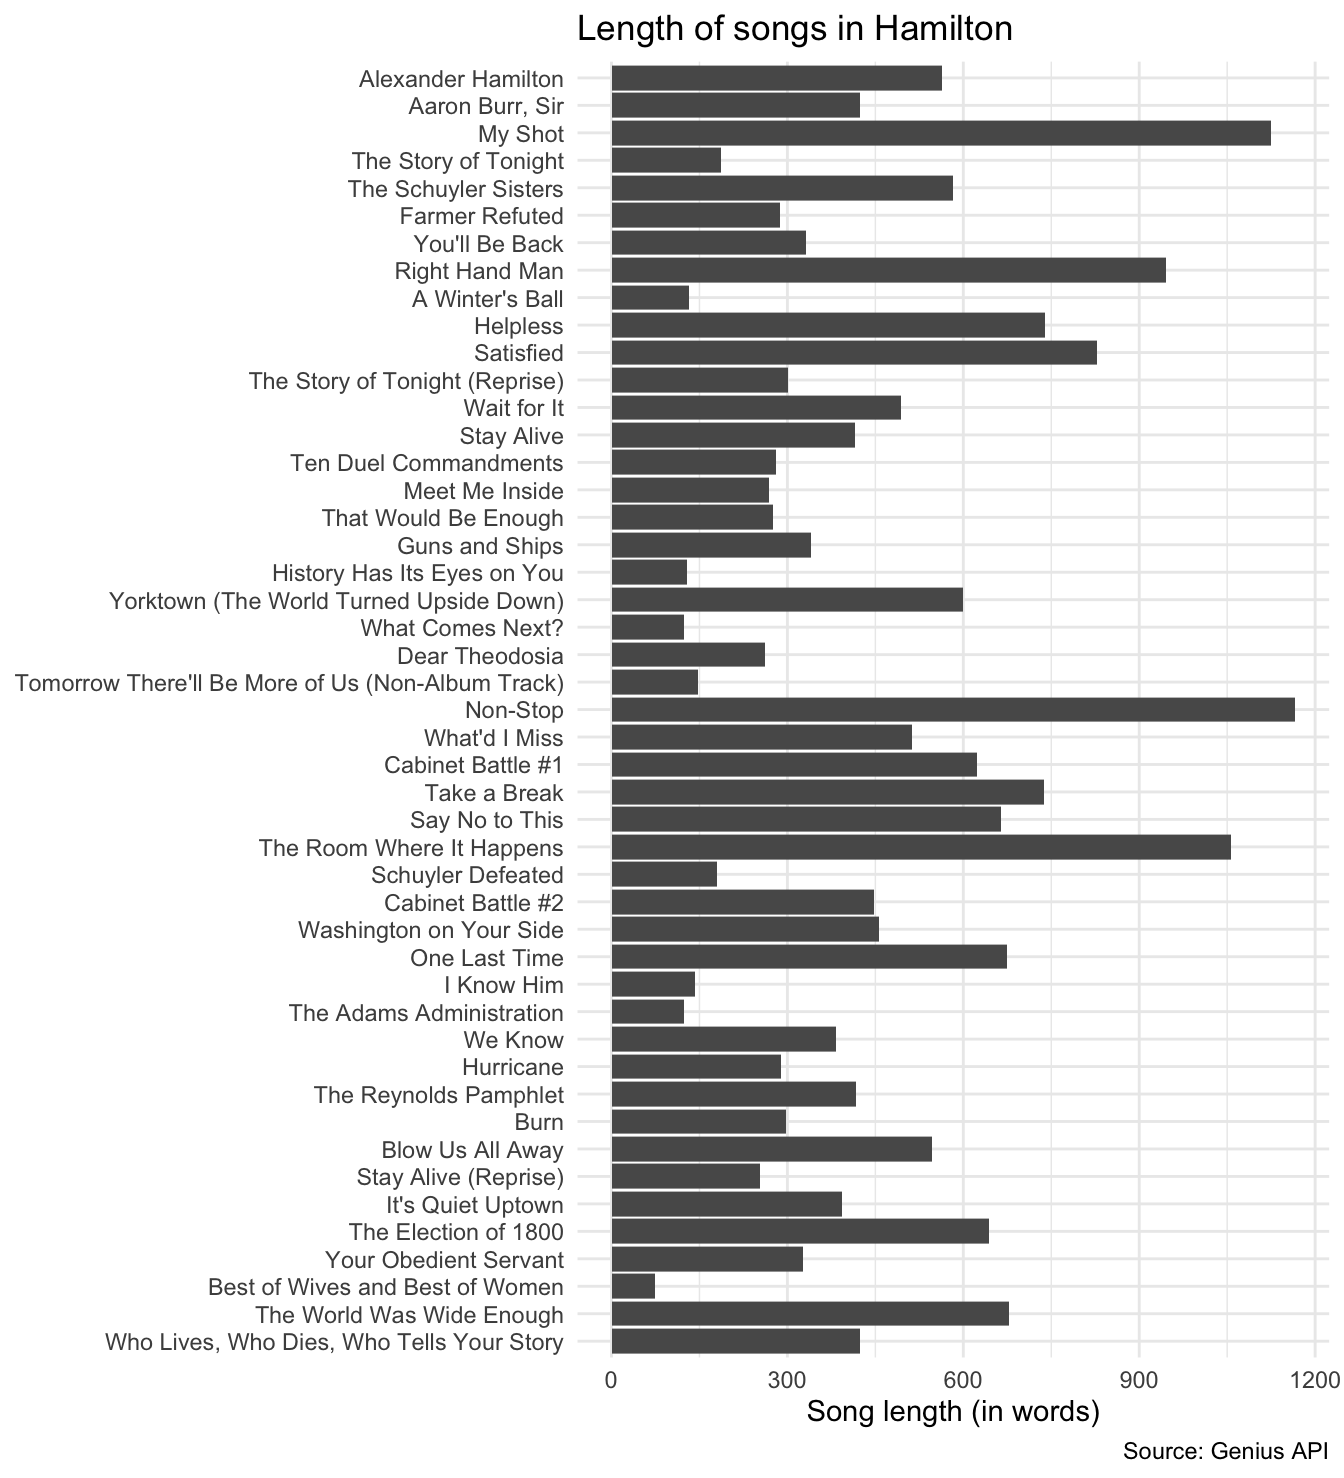 Length of songs in Hamilton
Alexander Hamilton
Aaron Burr, Sir
My Shot
The Story of Tonight
The Schuyler Sisters
Farmer Refuted
You'll Be Back
Right Hand Man
A Winter's Ball
Helpless
Satisfied
The Story of Tonight (Reprise)
Wait for It
Stay Alive
Ten Duel Commandments
Meet Me Inside
That Would Be Enough
Guns and Ships
History Has Its Eyes on You
Yorktown (The World Turned Upside Down)
What Comes Next?
Dear Theodosia
Tomorrow There'll Be More of Us (Non-Album Track)
Non-Stop
What'd I Miss
Cabinet Battle #1
Take a Break
Say No to This
The Room Where It Happens
Schuyler Defeated
Cabinet Battle #2
Washington on Your Side
One Last Time
I Know Him
The Adams Administration
We Know
Hurricane
The Reynolds Pamphlet
Burn
Blow Us All Away
Stay Alive (Reprise)
It's Quiet Uptown
The Election of 1800
Your Obedient Servant
Best of Wives and Best of Women
The World Was Wide Enough
Who Lives, Who Dies, Who Tells Your Story
0 300 600 900 1200
Song length (in words)
Source: Genius API